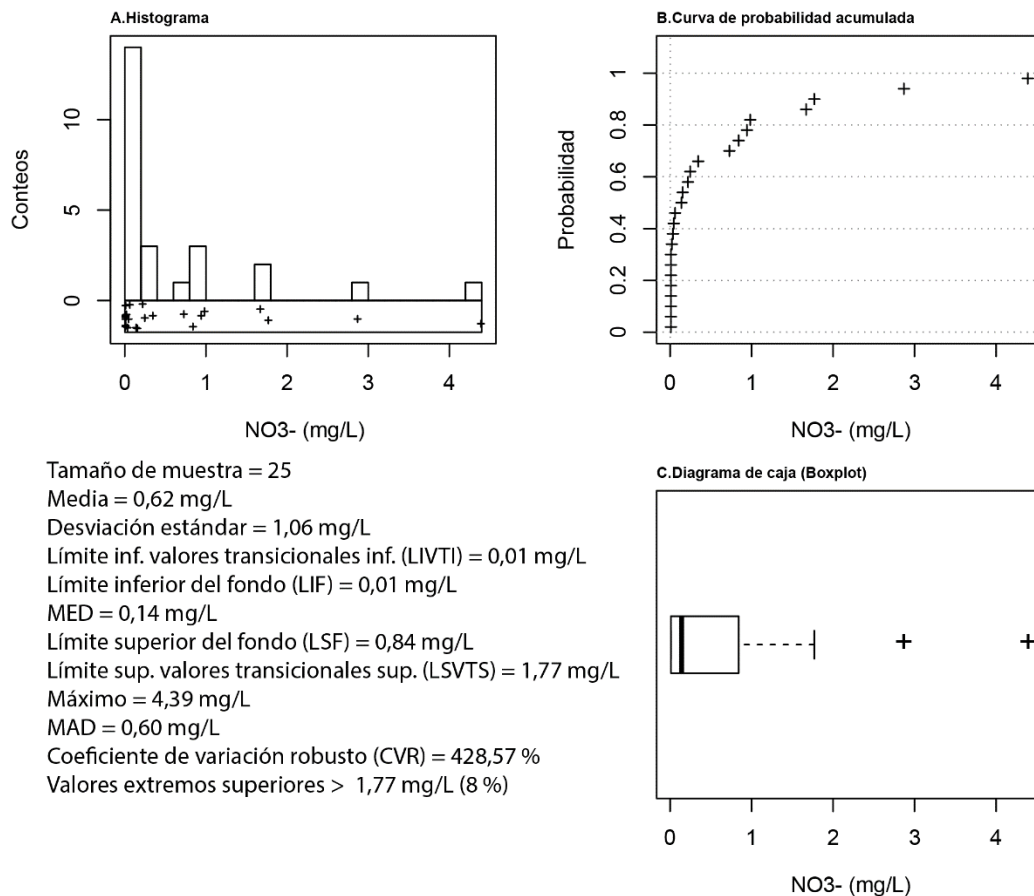 A.Histograma
Conteos
10
5
0
0 1 2 3 4
NO3- (mg/L)
B.Curva de probabilidad acumulada
Probabilidad
1
0.8
0.6
0.4
0.2
0
0 1 2 3 4
NO3- (mg/L)
Tamaño de muestra = 25
Media = 0,62 mg/L
Desviación estándar = 1,06 mg/L
Límite inf. valores transicionales inf. (LIVTI) = 0,01 mg/L
Límite inferior del fondo (LIF) = 0,01 mg/L
MED = 0,14 mg/L
Límite superior del fondo (LSF) = 0,84 mg/L
Límite sup. valores transicionales sup. (LSVTS) = 1,77 mg/L
Máximo = 4,39 mg/L
MAD = 0,60 mg/L
Coeficiente de variación robusto (CVR) = 428,57 %
Valores extremos superiores > 1,77 mg/L (8 %)
C.Diagrama de caja (Boxplot)
0 1 2 3 4
NO3- (mg/L)